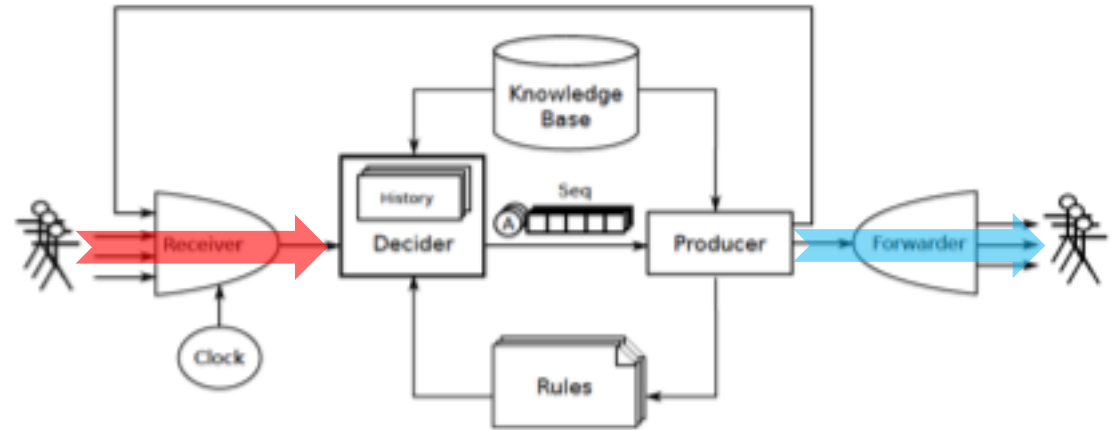 Knowledge
Base
History
Seq
A
Receiver
Decider
Producer
Forwarder
Clock
Rules